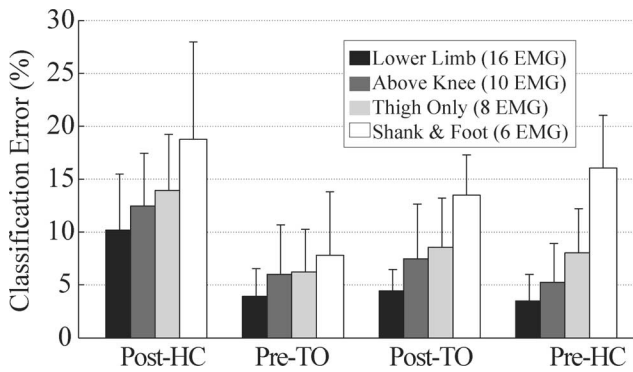 Classification Error (%)
30
25
20
15
10
5
0
Lower Limb (16 EMG)
Above Knee (10 EMG)
Thigh Only (8 EMG)
Shank & Foot (6 EMG)
Post-HC Pre-TO Post-TO Pre-HC